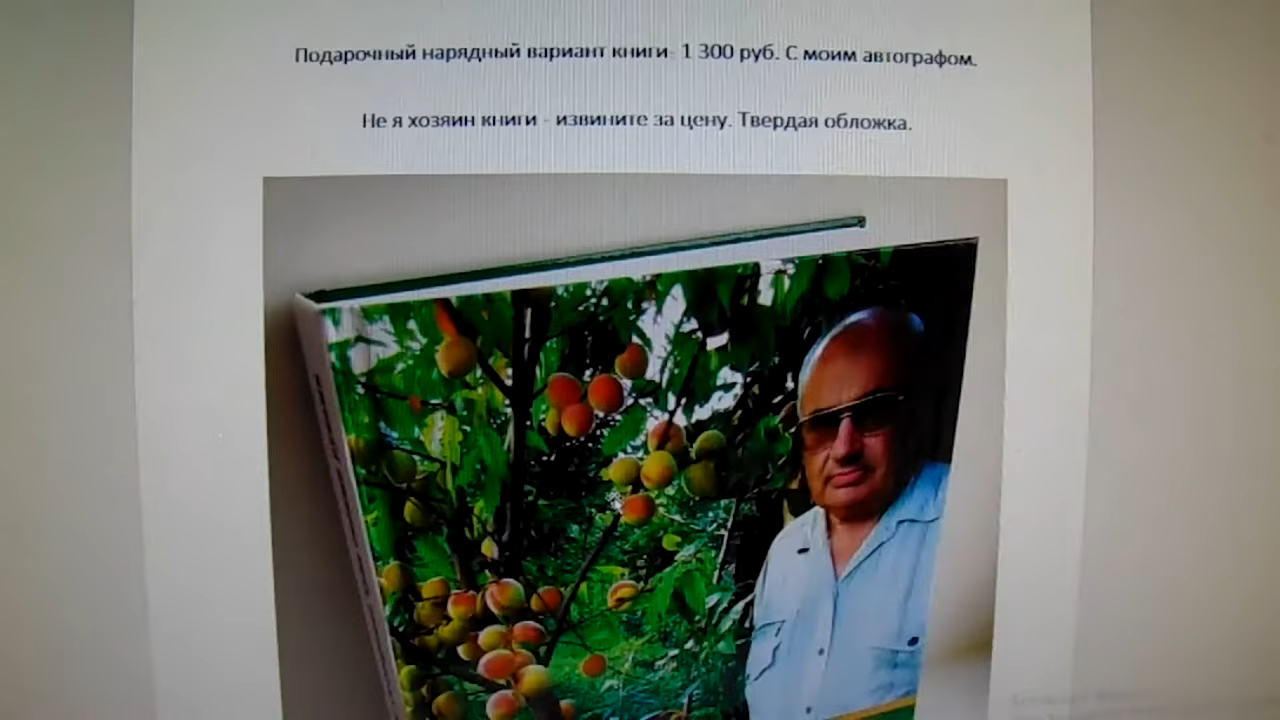 Подарочный нарядный вариант книги- 1 300 руб. С моим автографом.
Не я хозяин книги - извините за цену. Твердая обложка.